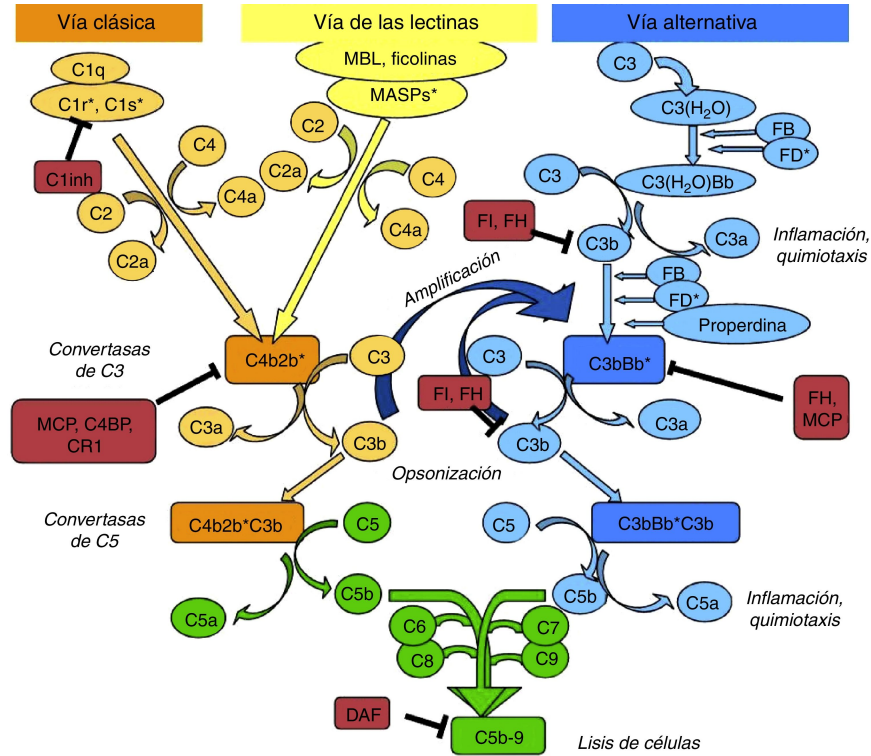 Vía clásica
Vía de las lectinas
Vía alternativa
C1q
C1r*, C1s*
C1inh
C4
C2
C4a
C2a
MBL, ficolinas
MASPs*
C2
C2a
C4
C4a
C3
C3(H₂O)
FB
FD*
C3(H₂O)Bb
C3
FI, FH
C3b
C3a
Inflamación,
quimiotaxis
FB
FD*
Properdina
Amplificación
Convertasas
de C3
C4b2b*
C3
C3
C3bBb*
MCP, C4BP,
CR1
FI, FH
FH,
MCP
C3a
C3b
C3b
C3a
Opsonización
Convertasas
de C5
C4b2b*C3b
C5
C5
C3bBb*C3b
C5a
C5b
C5b
C5a
Inflamación,
quimiotaxis
C6
C7
C8
C9
DAF
C5b-9
Lisis de células